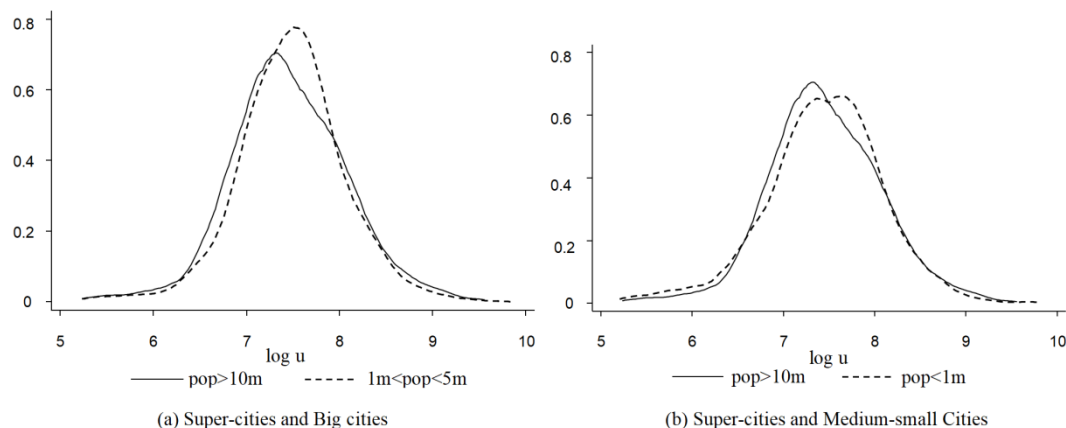 0.8
0.6
0.4
0.2
0
5 6 7 8 9 10
log u
pop>10m 1m<pop<5m
(a) Super-cities and Big cities
0.8
0.6
0.4
0.2
0
5 6 7 8 9 10
log u
pop>10m pop<1m
(b) Super-cities and Medium-small Cities